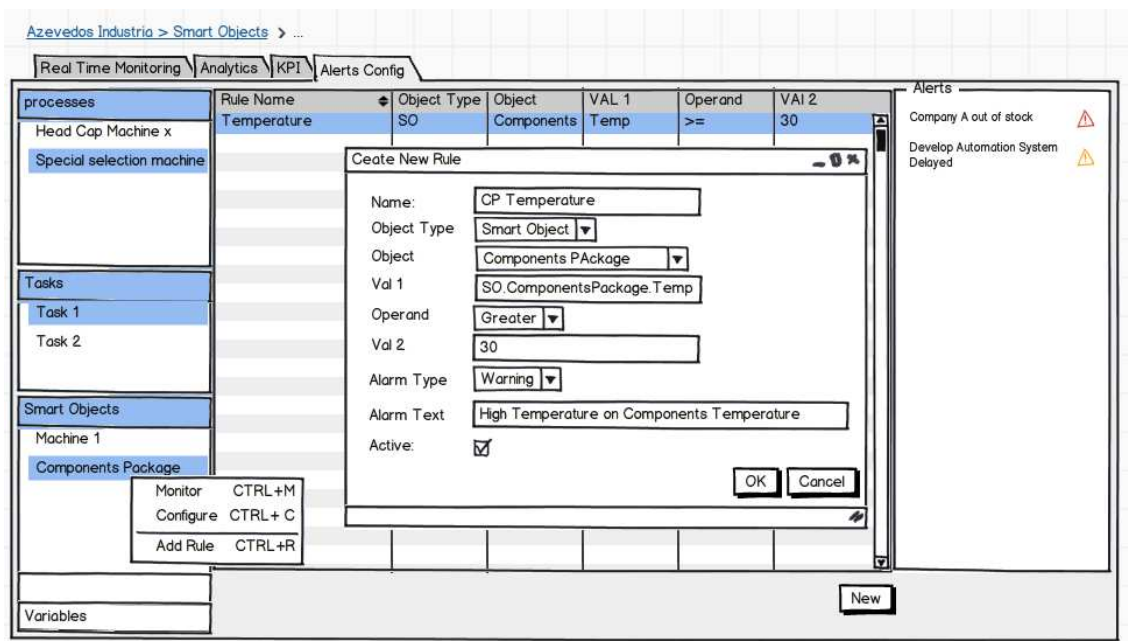 Azevedos Industria > Smart Objects > ...
Real Time Monitoring Analytics KPI Alerts Config
processes
Head Cap Machine x
Special selection machine
Tasks
Task 1
Task 2
Smart Objects
Machine 1
Components Package
Monitor CTRL+M
Configure CTRL+ C
Add Rule CTRL+R
Variables
Rule Name Object Type Object VAL 1 Operand VAl 2
Temperature SO Components Temp >= 30
Ceate New Rule
Name: CP Temperature
Object Type Smart Object
Object Components PAckage
Val 1 SO.ComponentsPackage.Temp
Operand Greater
Val 2 30
Alarm Type Warning
Alarm Text High Temperature on Components Temperature
Active:
OK Cancel
New
Alerts
Company A out of stock
Develop Automation System
Delayed